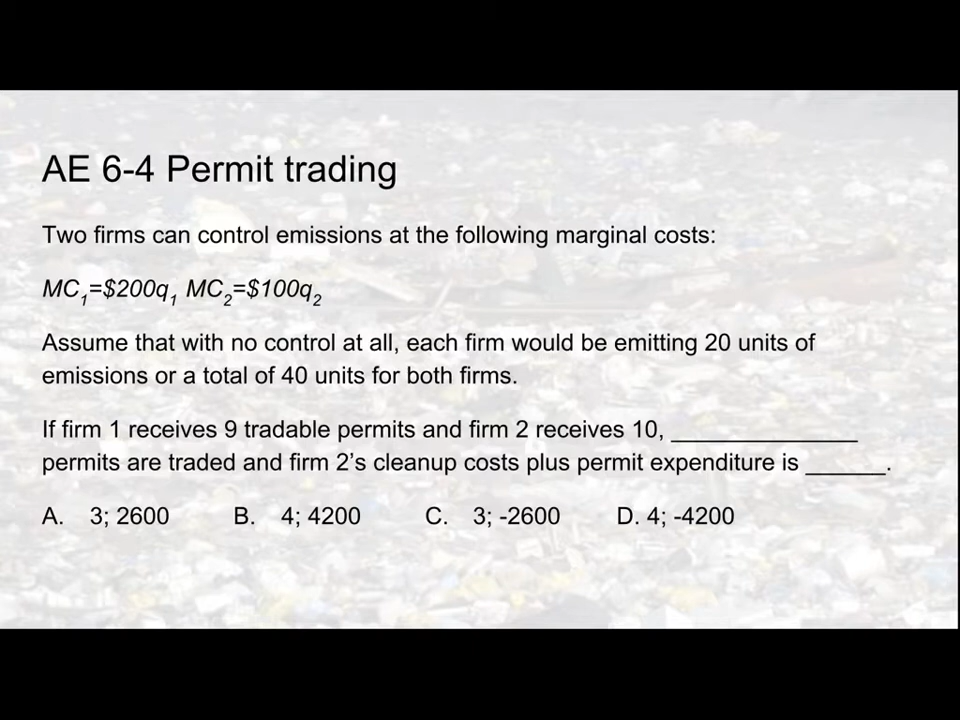 AE 6-4 Permit trading
Two firms can control emissions at the following marginal costs:
MC₁=$200q₁ MC₂=$100q₂
Assume that with no control at all, each firm would be emitting 20 units of
emissions or a total of 40 units for both firms.
If firm 1 receives 9 tradable permits and firm 2 receives 10, ______________
permits are traded and firm 2's cleanup costs plus permit expenditure is ______.
A. 3; 2600 B. 4; 4200 C. 3; -2600 D. 4; -4200